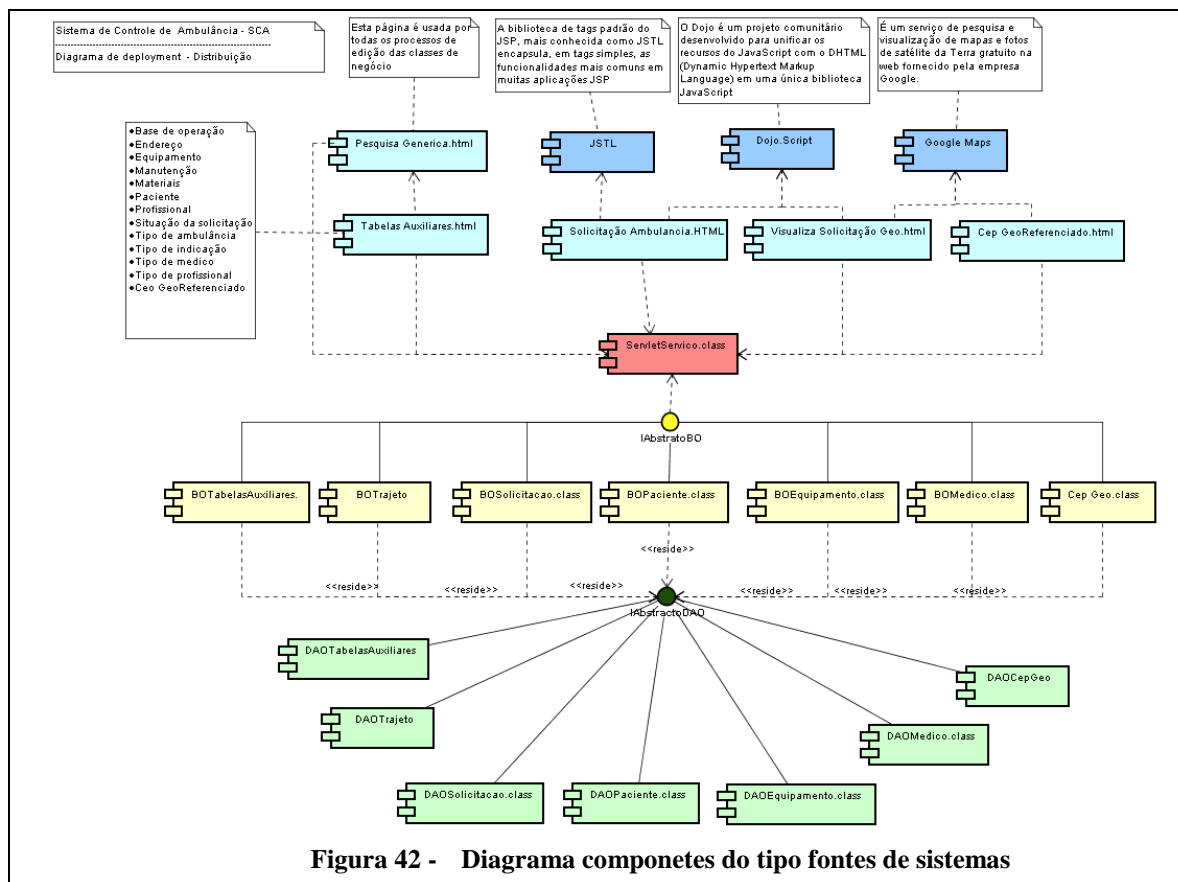 Sistema de Controle de Ambulância - SCA
Diagrama de deployment - Distribuição
Esta página é usada por
todas os processos de
edição das classes de
negócio
A biblioteca de tags padrão do
JSP, mais conhecida como JSTL
encapsula, em tags simples, as
funcionalidades mais comuns em
muitas aplicações JSP
O Dojo é um projeto comunitário
desenvolvido para unificar os
recursos do JavaScript com o DHTML
(Dynamic Hypertext Markup
Language) em uma única biblioteca
JavaScript
É um serviço de pesquisa e
visualização de mapas e fotos
de satélite da Terra gratuito na
web fornecido pela empresa
Google.
◆Base de operação
◆Endereço
◆Equipamento
◆Manutenção
◆Materiais
◆Paciente
◆Profissional
◆Situação da solicitação
◆Tipo de ambulância
◆Tipo de indicação
◆Tipo de medico
◆Tipo de profissional
◆Ceo GeoReferenciado
Pesquisa Generica.html
JSTL
Dojo.Script
Google Maps
Tabelas Auxiliares.html
Solicitação Ambulancia.HTML
Visualiza Solicitação Geo.html
Cep GeoReferenciado.html
ServletServico.class
IAbstratoBO
BOTabelasAuxiliares.
BOTrajeto
BOSolicitacao.class
BOPaciente.class
BOEquipamento.class
BOMedico.class
Cep Geo.class
<<reside>>
<<reside>>
<<reside>>
<<reside>>
<<reside>>
<<reside>>
IAbstractoDAO
DAOTabelasAuxiliares
DAOCepGeo
DAOTrajeto
DAOMedico.class
DAOSolicitacao.class
DAOPaciente.class
DAOEquipamento.class
Figura 42 - Diagrama componetes do tipo fontes de sistemas